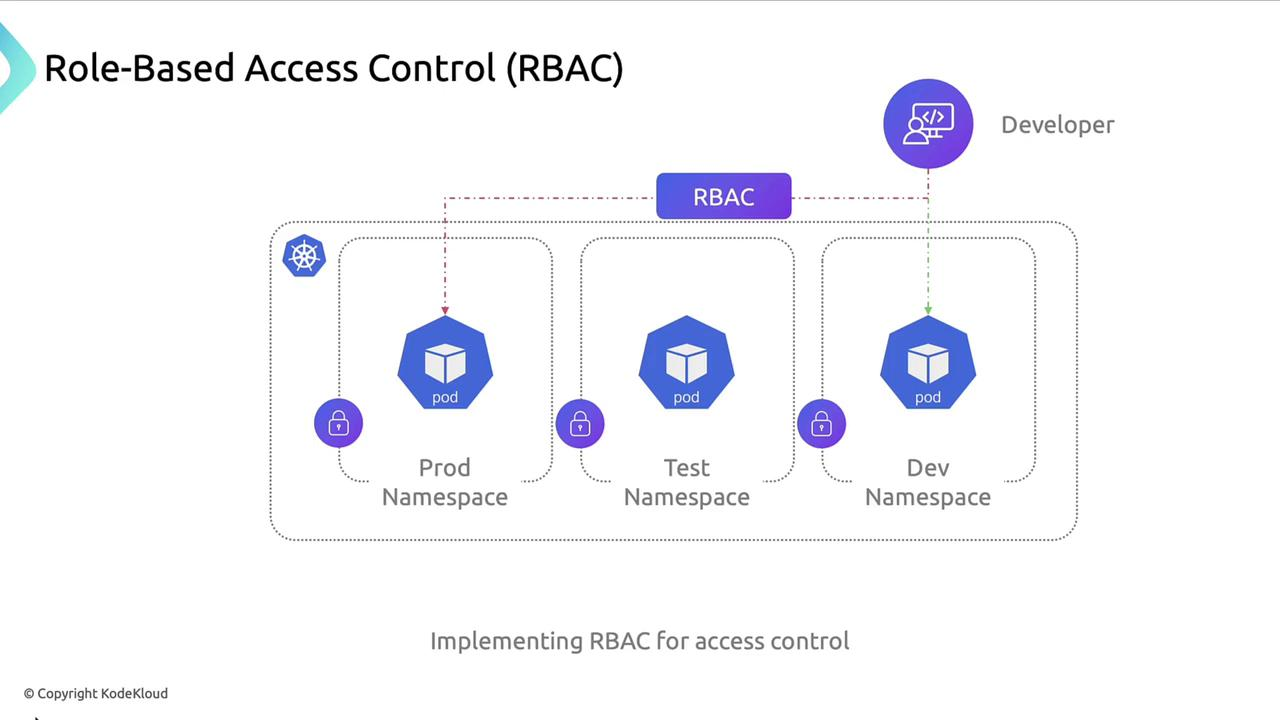 Role-Based Access Control (RBAC)
Developer
RBAC
pod
pod
pod
Prod
Namespace
Test
Namespace
Dev
Namespace
Implementing RBAC for access control
© Copyright KodeKloud